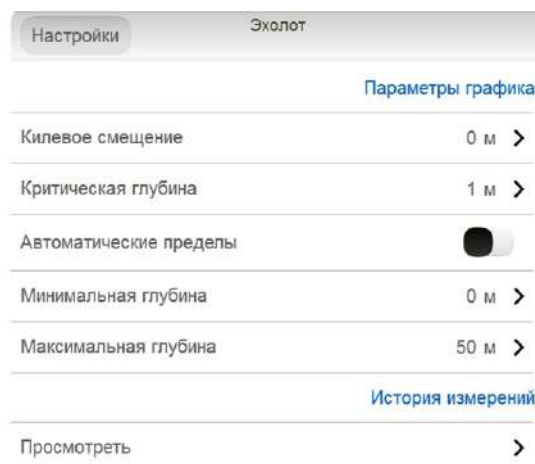 Настройки
Эхолот
Параметры графика
Килевое смещение 0 м
Критическая глубина 1 м
Автоматические пределы
Минимальная глубина 0 м
Максимальная глубина 50 м
История измерений
Просмотреть